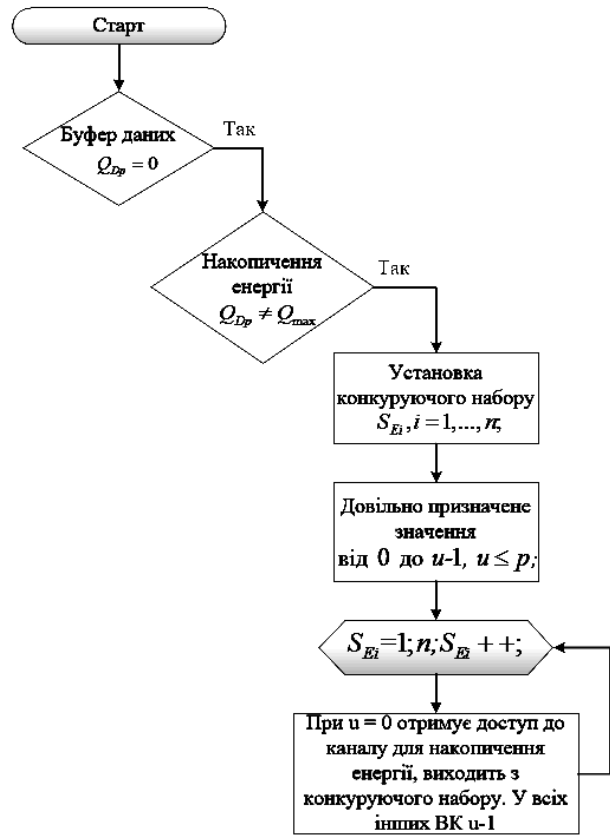 Старт
Буфер даних
Q_{Dp} = 0
Так
Накопичення
енергії
Q_{Dp} ≠ Q_{max}
Так
Установка
конкуруючого набору
S_{Ei}, i = 1,..., n;
Довільно призначене
значення
від 0 до u-1, u ≤ p;
S_{Ei}=1; n; S_{Ei} ++;
При u = 0 отримує доступ до
каналу для накопичення
енергії, виходить з
конкуруючого набору. У всіх
інших ВК u-1